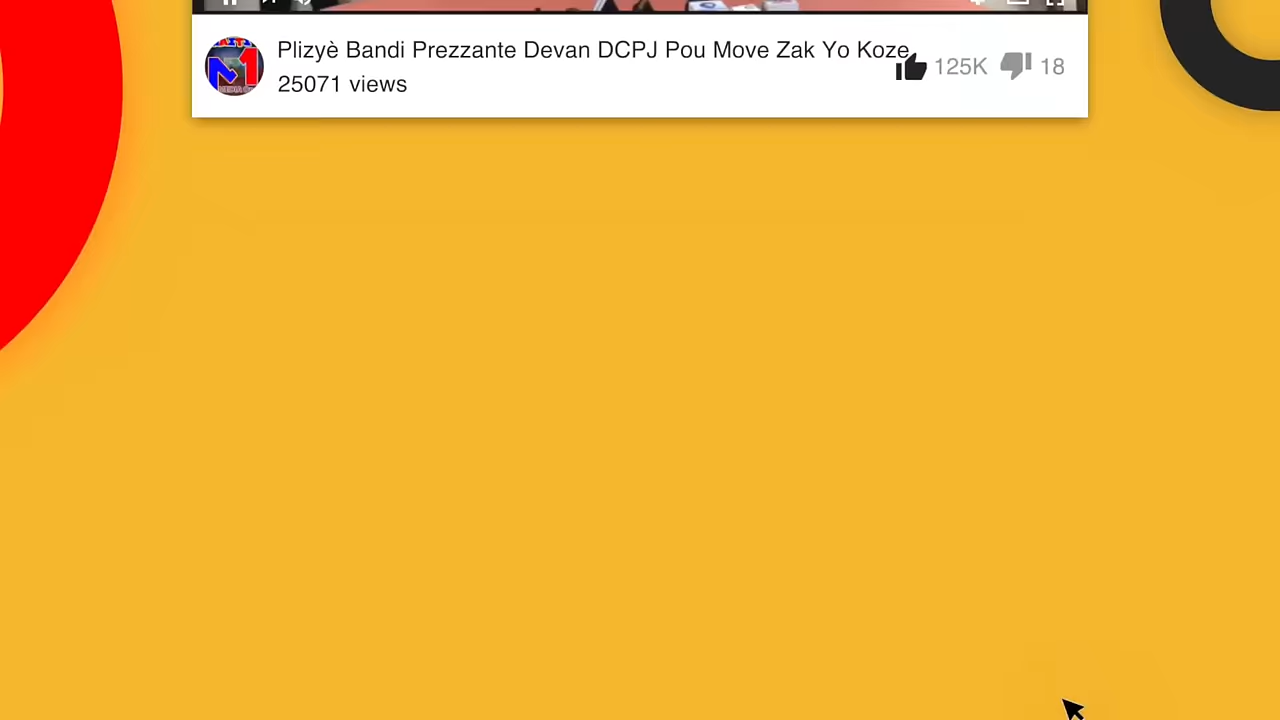 Plizyè Bandi Prezzante Devan DCPJ Pou Move Zak Yo Koze
25071 views
125K
18